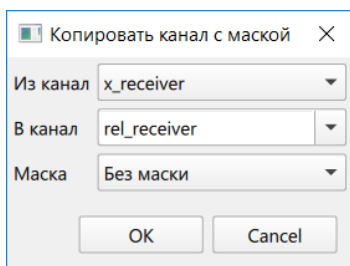 Копировать канал с маской
Из канал x_receiver
В канал rel_receiver
Маска Без маски
OK Cancel